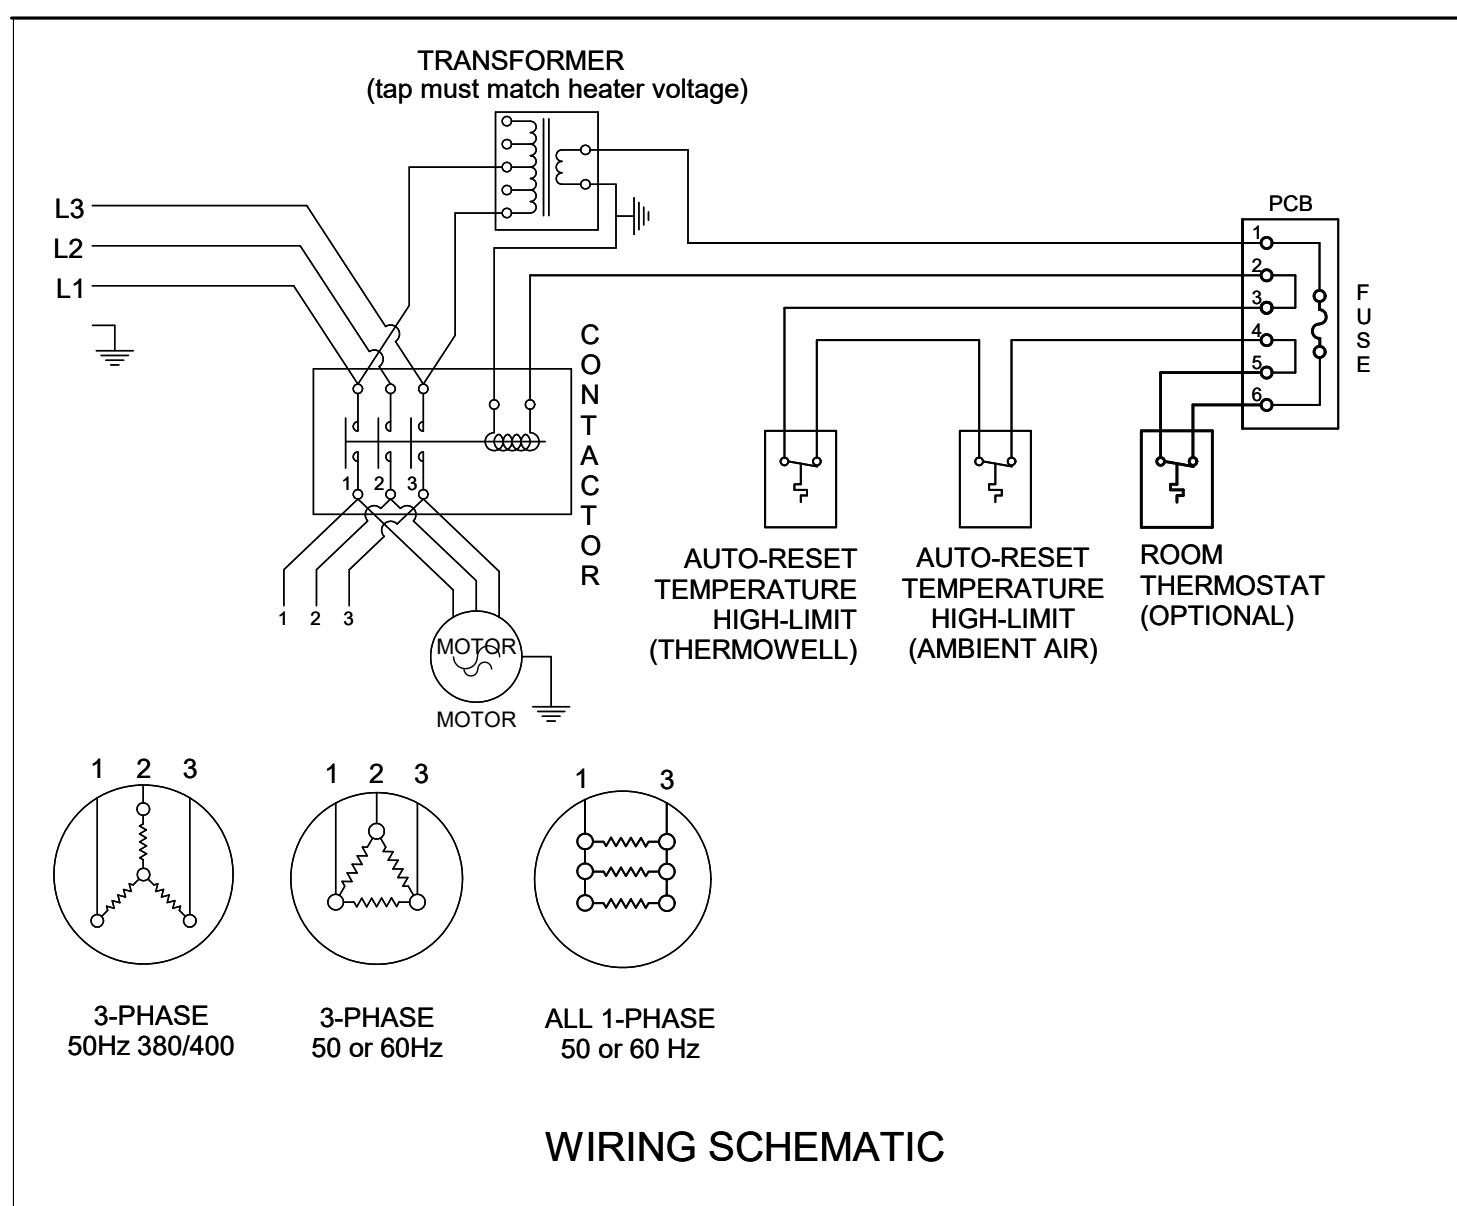 TRANSFORMER
(tap must match heater voltage)
L3
L2
L1
PCB
1
2
3
4
5
6
FUSE
CONTACTOR
1 2 3
1 2 3
MOTOR
MOTOR
AUTO-RESET
TEMPERATURE
HIGH-LIMIT
(THERMOWELL)
AUTO-RESET
TEMPERATURE
HIGH-LIMIT
(AMBIENT AIR)
ROOM
THERMOSTAT
(OPTIONAL)
1 2 3
3-PHASE
50Hz 380/400
1 2 3
3-PHASE
50 or 60Hz
1 3
ALL 1-PHASE
50 or 60 Hz
WIRING SCHEMATIC